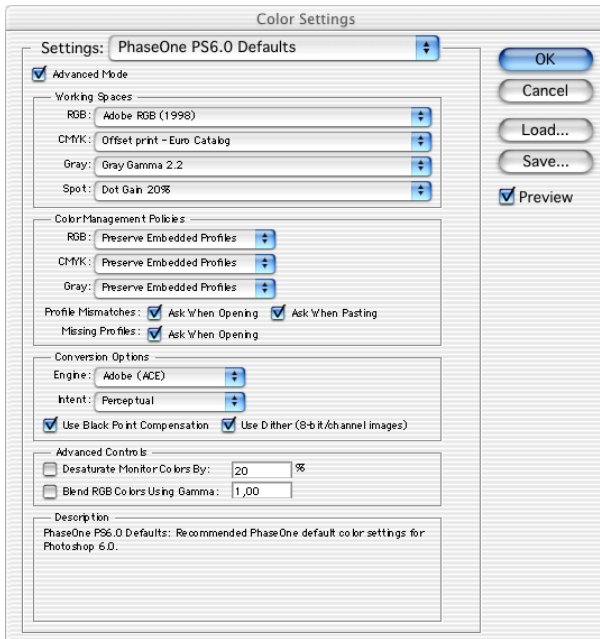 Color Settings
Settings: PhaseOne PS6.0 Defaults
OK
Advanced Mode
Cancel
Working Spaces
RGB: Adobe RGB (1998)
Load...
CMYK: Offset print - Euro Catalog
Gray: Gray Gamma 2.2
Save...
Spot: Dot Gain 20%
Preview
Color Management Policies
RGB: Preserve Embedded Profiles
CMYK: Preserve Embedded Profiles
Gray: Preserve Embedded Profiles
Profile Mismatches: Ask When Opening Ask When Pasting
Missing Profiles: Ask When Opening
Conversion Options
Engine: Adobe (ACE)
Intent: Perceptual
Use Black Point Compensation Use Dither (8-bit/channel images)
Advanced Controls
Desaturate Monitor Colors By: 20 %
Blend RGB Colors Using Gamma: 1,00
Description
PhaseOne PS6.0 Defaults: Recommended PhaseOne default color settings for
Photoshop 6.0.